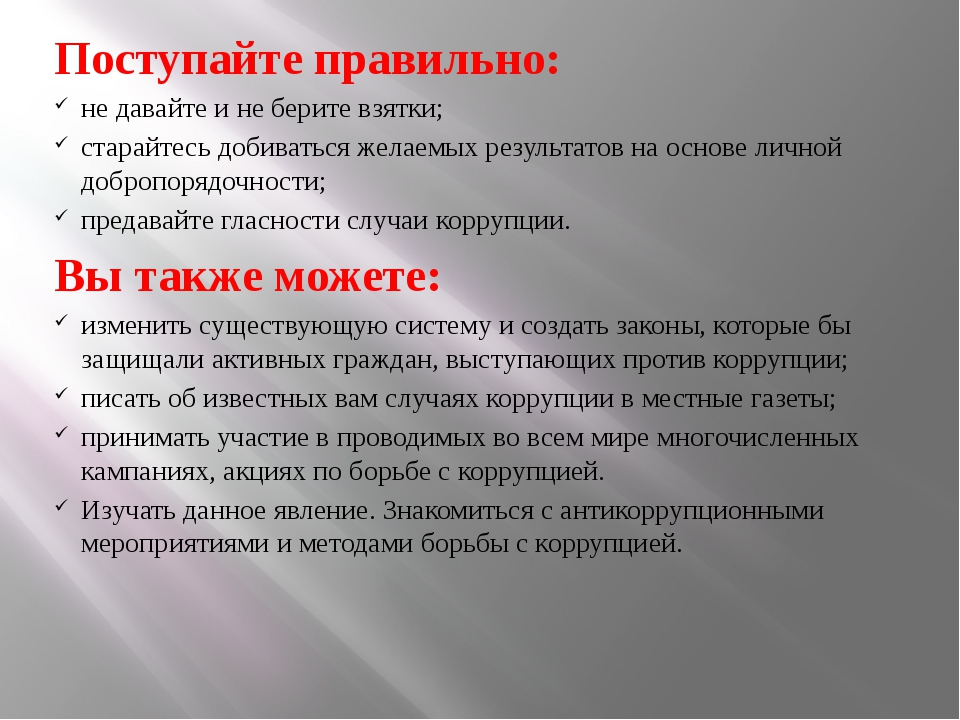 Поступайте правильно:
✓ не давайте и не берите взятки;
✓ старайтесь добиваться желаемых результатов на основе личной
добропорядочности;
✓ предавайте гласности случаи коррупции.
Вы также можете:
✓ изменить существующую систему и создать законы, которые бы
защищали активных граждан, выступающих против коррупции;
✓ писать об известных вам случаях коррупции в местные газеты;
✓ принимать участие в проводимых во всем мире многочисленных
кампаниях, акциях по борьбе с коррупцией.
✓ Изучать данное явление. Знакомиться с антикоррупционными
мероприятиями и методами борьбы с коррупцией.